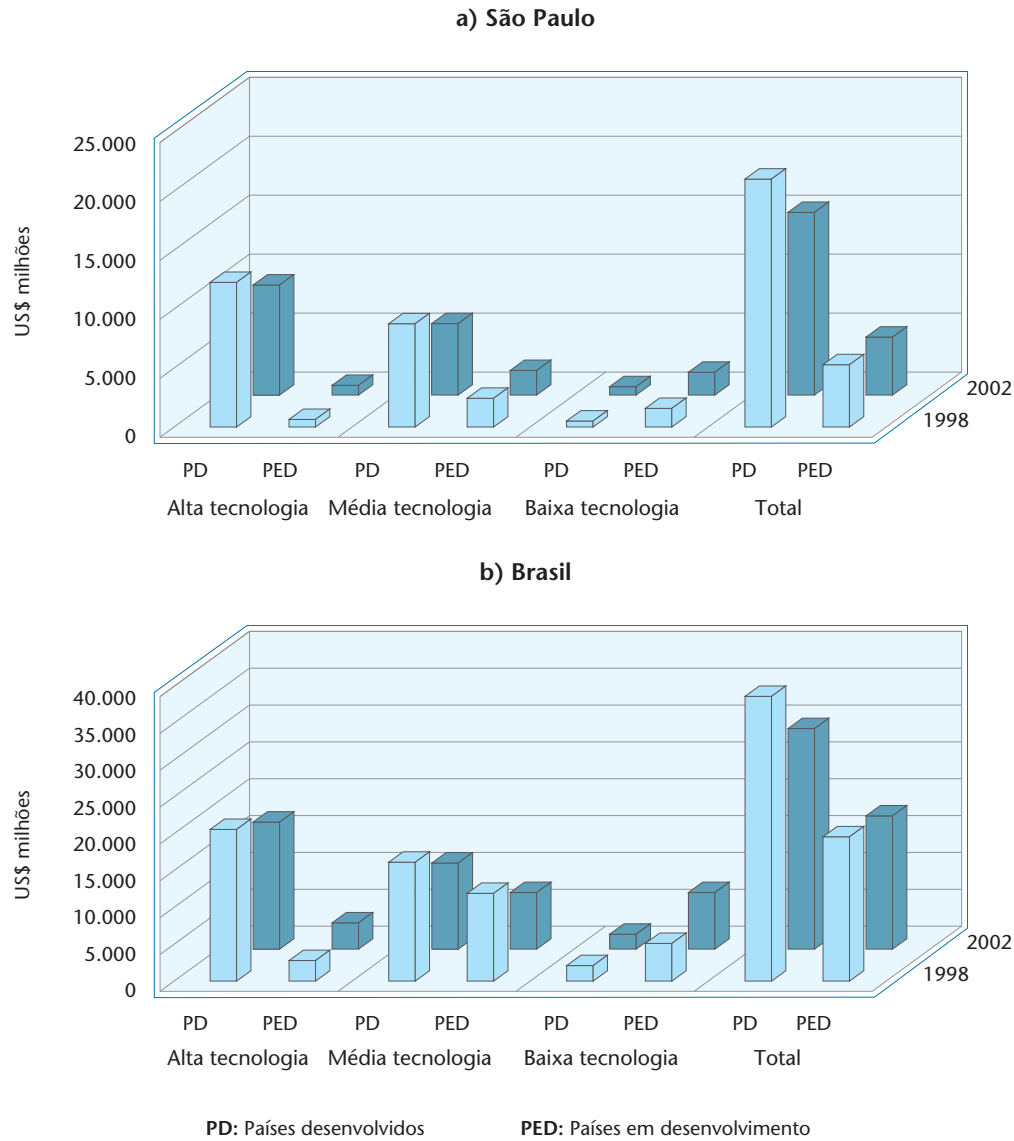 a) São Paulo
US$ milhões
25.000
20.000
15.000
10.000
5.000
0
2002
1998
PD PED PD PED PD PED PD PED
Alta tecnologia Média tecnologia Baixa tecnologia Total
b) Brasil
US$ milhões
40.000
35.000
30.000
25.000
20.000
15.000
10.000
5.000
0
2002
1998
PD PED PD PED PD PED PD PED
Alta tecnologia Média tecnologia Baixa tecnologia Total
PD: Países desenvolvidos PED: Países em desenvolvimento